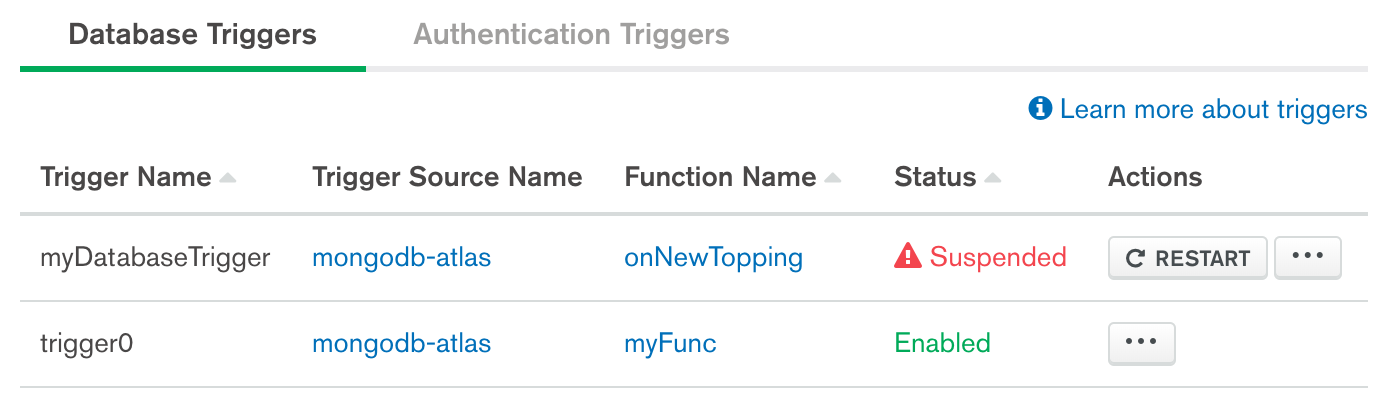 Database Triggers Authentication Triggers
Learn more about triggers
Trigger Name Trigger Source Name Function Name Status Actions
myDatabaseTrigger mongodb-atlas onNewTopping Suspended RESTART •••
trigger0 mongodb-atlas myFunc Enabled •••